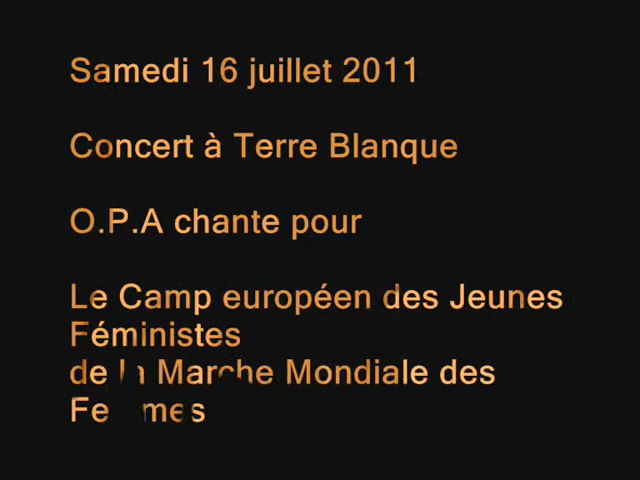 Samedi 16 juillet 2011
Concert à Terre Blanque
O.P.A chante pour
Le Camp européen des Jeunes
Féministes
de la Marche Mondiale des
Femmes